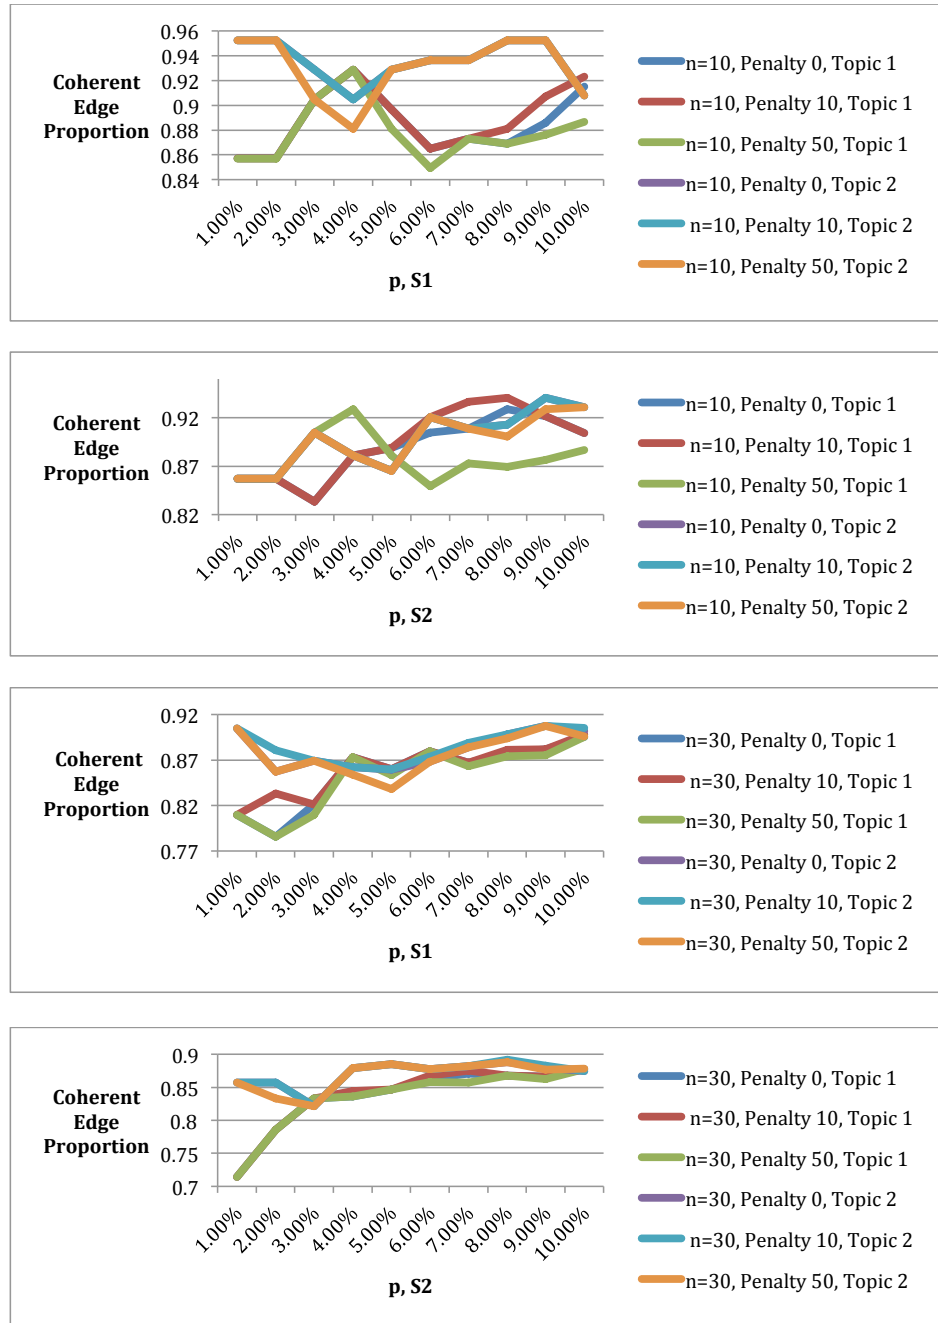 0.96
0.94
0.92
0.9
0.88
0.86
0.84
Coherent
Edge
Proportion
1.00%
2.00%
3.00%
4.00%
5.00%
6.00%
7.00%
8.00%
9.00%
10.00%
p, S1
n=10, Penalty 0, Topic 1
n=10, Penalty 10, Topic 1
n=10, Penalty 50, Topic 1
n=10, Penalty 0, Topic 2
n=10, Penalty 10, Topic 2
n=10, Penalty 50, Topic 2
0.92
0.87
0.82
Coherent
Edge
Proportion
1.00%
2.00%
3.00%
4.00%
5.00%
6.00%
7.00%
8.00%
9.00%
10.00%
p, S2
n=10, Penalty 0, Topic 1
n=10, Penalty 10, Topic 1
n=10, Penalty 50, Topic 1
n=10, Penalty 0, Topic 2
n=10, Penalty 10, Topic 2
n=10, Penalty 50, Topic 2
0.92
0.87
0.82
0.77
Coherent
Edge
Proportion
1.00%
2.00%
3.00%
4.00%
5.00%
6.00%
7.00%
8.00%
9.00%
10.00%
p, S1
n=30, Penalty 0, Topic 1
n=30, Penalty 10, Topic 1
n=30, Penalty 50, Topic 1
n=30, Penalty 0, Topic 2
n=30, Penalty 10, Topic 2
n=30, Penalty 50, Topic 2
0.9
0.85
0.8
0.75
0.7
Coherent
Edge
Proportion
1.00%
2.00%
3.00%
4.00%
5.00%
6.00%
7.00%
8.00%
9.00%
10.00%
p, S2
n=30, Penalty 0, Topic 1
n=30, Penalty 10, Topic 1
n=30, Penalty 50, Topic 1
n=30, Penalty 0, Topic 2
n=30, Penalty 10, Topic 2
n=30, Penalty 50, Topic 2